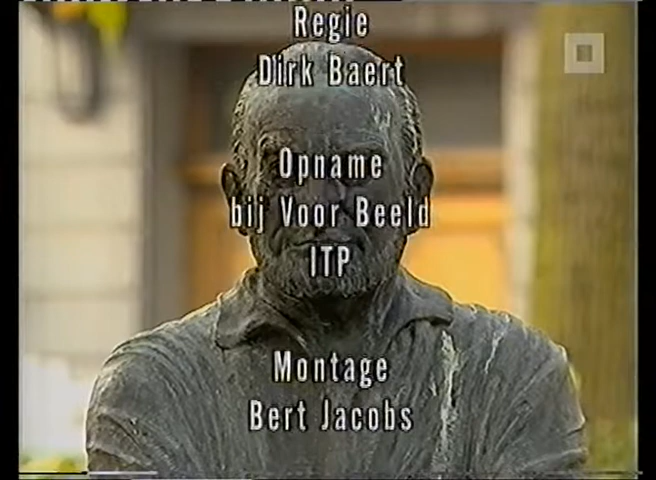 Regie
Dirk Baert
Opname
bij Voor Beeld
ITP
Montage
Bert Jacobs